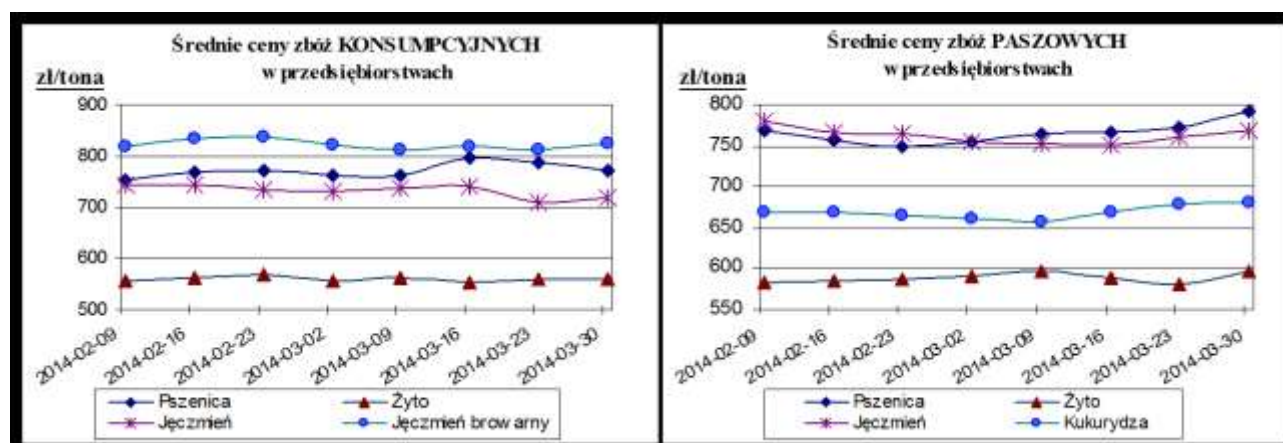 Średnie ceny zbóż KONSUMPCYJNYCH
w przedsiębiorstwach
zł/tona
900
800
700
600
500
2014-02-09
2014-02-16
2014-02-23
2014-03-02
2014-03-09
2014-03-16
2014-03-23
2014-03-30
Pszenica
Żyto
Jęczmień
Jęczmień browarny
Średnie ceny zbóż PASZOWYCH
w przedsiębiorstwach
zł/tona
800
750
700
650
600
550
2014-02-09
2014-02-16
2014-02-23
2014-03-02
2014-03-09
2014-03-16
2014-03-23
2014-03-30
Pszenica
Żyto
Jęczmień
Kukurydza